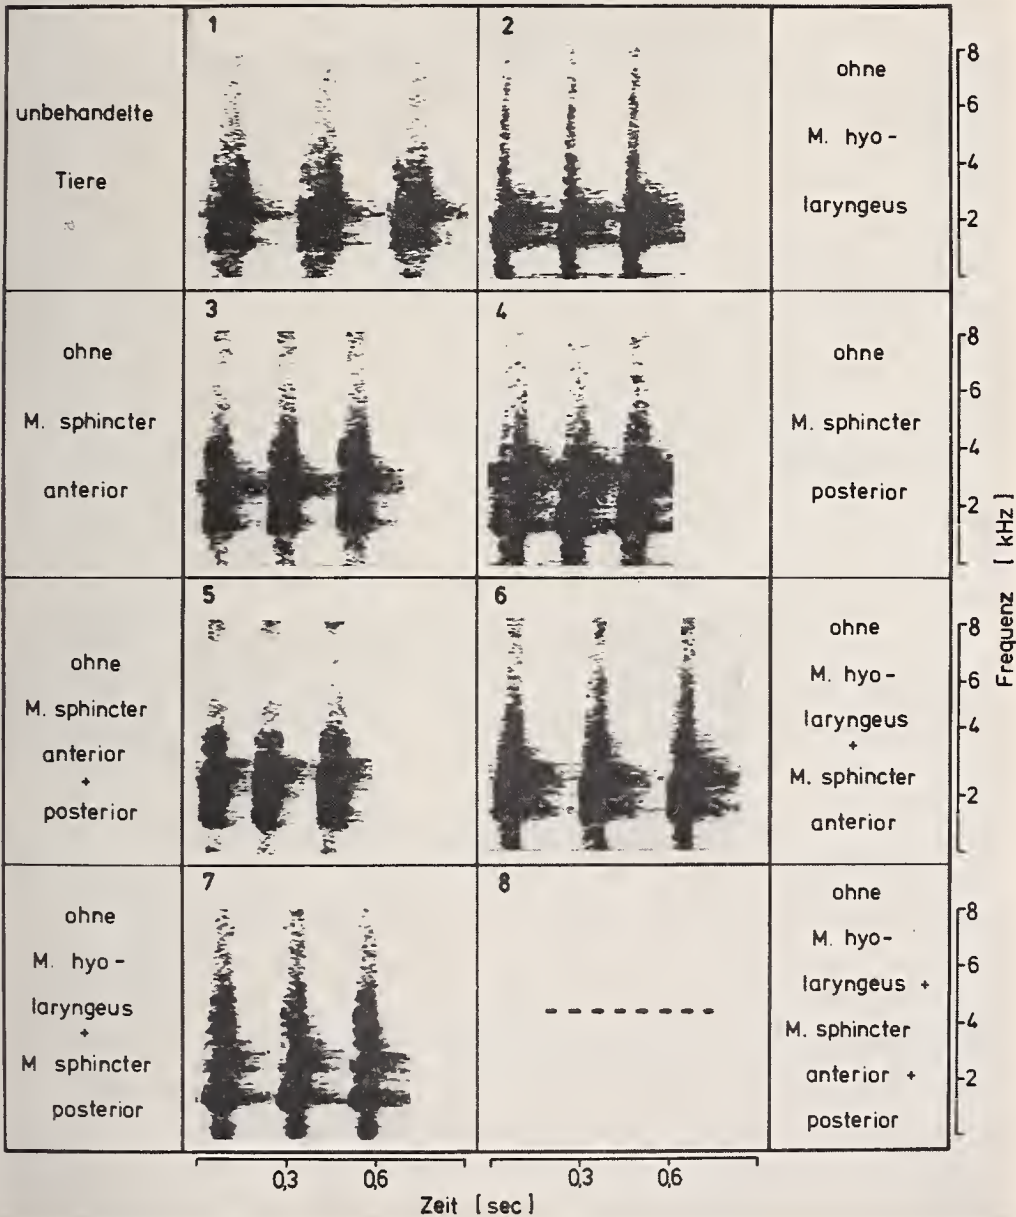 unbehandelte
Tiere
1
2
ohne
M. hyo -
laryngeus
8
6
4
2
ohne
M. sphincter
anterior
3
4
ohne
M. sphincter
posterior
8
6
4
2
Frequenz [ kHz ]
ohne
M. sphincter
anterior
+
posterior
5
6
ohne
M. hyo -
laryngeus
+
M. sphincter
anterior
8
6
4
2
ohne
M. hyo -
laryngeus
+
M sphincter
posterior
7
8
ohne
M. hyo-
laryngeus +
M. sphincter
anterior +
posterior
8
6
4
2
0,3 0,6 0,3 0,6
Zeit [ sec ]